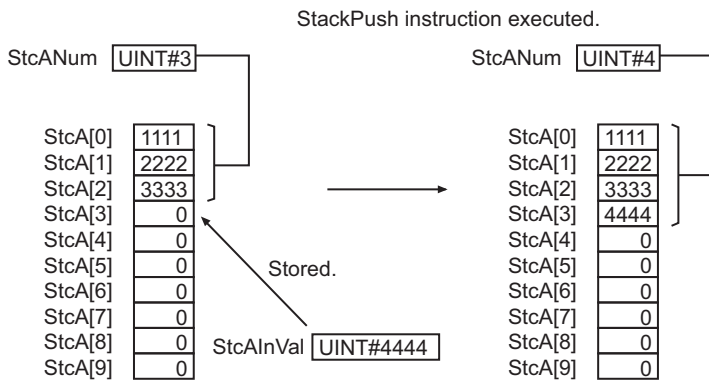 StackPush instruction executed.
StcANum UINT#3
StcANum UINT#4
StcA[0] 1111
StcA[1] 2222
StcA[2] 3333
StcA[3] 0
StcA[4] 0
StcA[5] 0
StcA[6] 0
StcA[7] 0
StcA[8] 0
StcA[9] 0
Stored.
StcAInVal UINT#4444
StcA[0] 1111
StcA[1] 2222
StcA[2] 3333
StcA[3] 4444
StcA[4] 0
StcA[5] 0
StcA[6] 0
StcA[7] 0
StcA[8] 0
StcA[9] 0